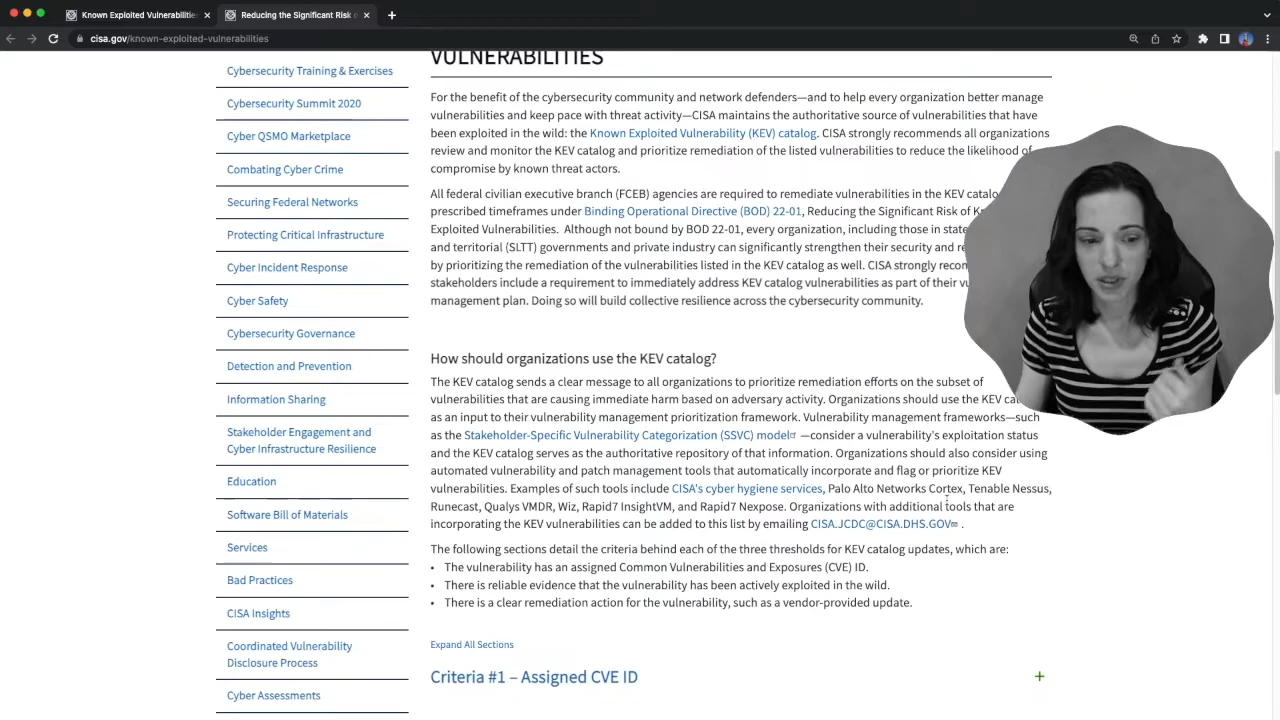 Known Exploited Vulnerabilities
Reducing the Significant Risk
cisa.gov/known-exploited-vulnerabilities
VULNERABILITIES
Cybersecurity Training & Exercises
Cybersecurity Summit 2020
Cyber QSMO Marketplace
Combating Cyber Crime
Securing Federal Networks
Protecting Critical Infrastructure
Cyber Incident Response
Cyber Safety
Cybersecurity Governance
Detection and Prevention
Information Sharing
Stakeholder Engagement and
Cyber Infrastructure Resilience
Education
Software Bill of Materials
Services
Bad Practices
CISA Insights
Coordinated Vulnerability
Disclosure Process
Cyber Assessments
For the benefit of the cybersecurity community and network defenders—and to help every organization better manage
vulnerabilities and keep pace with threat activity—CISA maintains the authoritative source of vulnerabilities that have
been exploited in the wild: the Known Exploited Vulnerability (KEV) catalog. CISA strongly recommends all organizations
review and monitor the KEV catalog and prioritize remediation of the listed vulnerabilities to reduce the likelihood of
compromise by known threat actors.
All federal civilian executive branch (FCEB) agencies are required to remediate vulnerabilities in the KEV
prescribed timeframes under Binding Operational Directive (BOD) 22-01, Reducing the Significant Risk of
Exploited Vulnerabilities. Although not bound by BOD 22-01, every organization, including those in
and territorial (SLTT) governments and private industry can significantly strengthen their security and
by prioritizing the remediation of the vulnerabilities listed in the KEV catalog as well. CISA strongly
stakeholders include a requirement to immediately address KEV catalog vulnerabilities as part of their
management plan. Doing so will build collective resilience across the cybersecurity community.
How should organizations use the KEV catalog?
The KEV catalog sends a clear message to all organizations to prioritize remediation efforts on the subset of
vulnerabilities that are causing immediate harm based on adversary activity. Organizations should use the KEV
as an input to their vulnerability management prioritization framework. Vulnerability management frameworks—such
as the Stakeholder-Specific Vulnerability Categorization (SSVC) model —consider a vulnerability's exploitation status
and the KEV catalog serves as the authoritative repository of that information. Organizations should also consider using
automated vulnerability and patch management tools that automatically incorporate and flag or prioritize KEV
vulnerabilities. Examples of such tools include CISA's cyber hygiene services, Palo Alto Networks Cortex, Tenable Nessus,
Runecast, Qualys VMDR, Wiz, Rapid7 InsightVM, and Rapid7 Nexpose. Organizations with additional tools that are
incorporating the KEV vulnerabilities can be added to this list by emailing CISA.JCDC@CISA.DHS.GOV .
The following sections detail the criteria behind each of the three thresholds for KEV catalog updates, which are:
• The vulnerability has an assigned Common Vulnerabilities and Exposures (CVE) ID.
• There is reliable evidence that the vulnerability has been actively exploited in the wild.
• There is a clear remediation action for the vulnerability, such as a vendor-provided update.
Expand All Sections
Criteria #1 – Assigned CVE ID
+